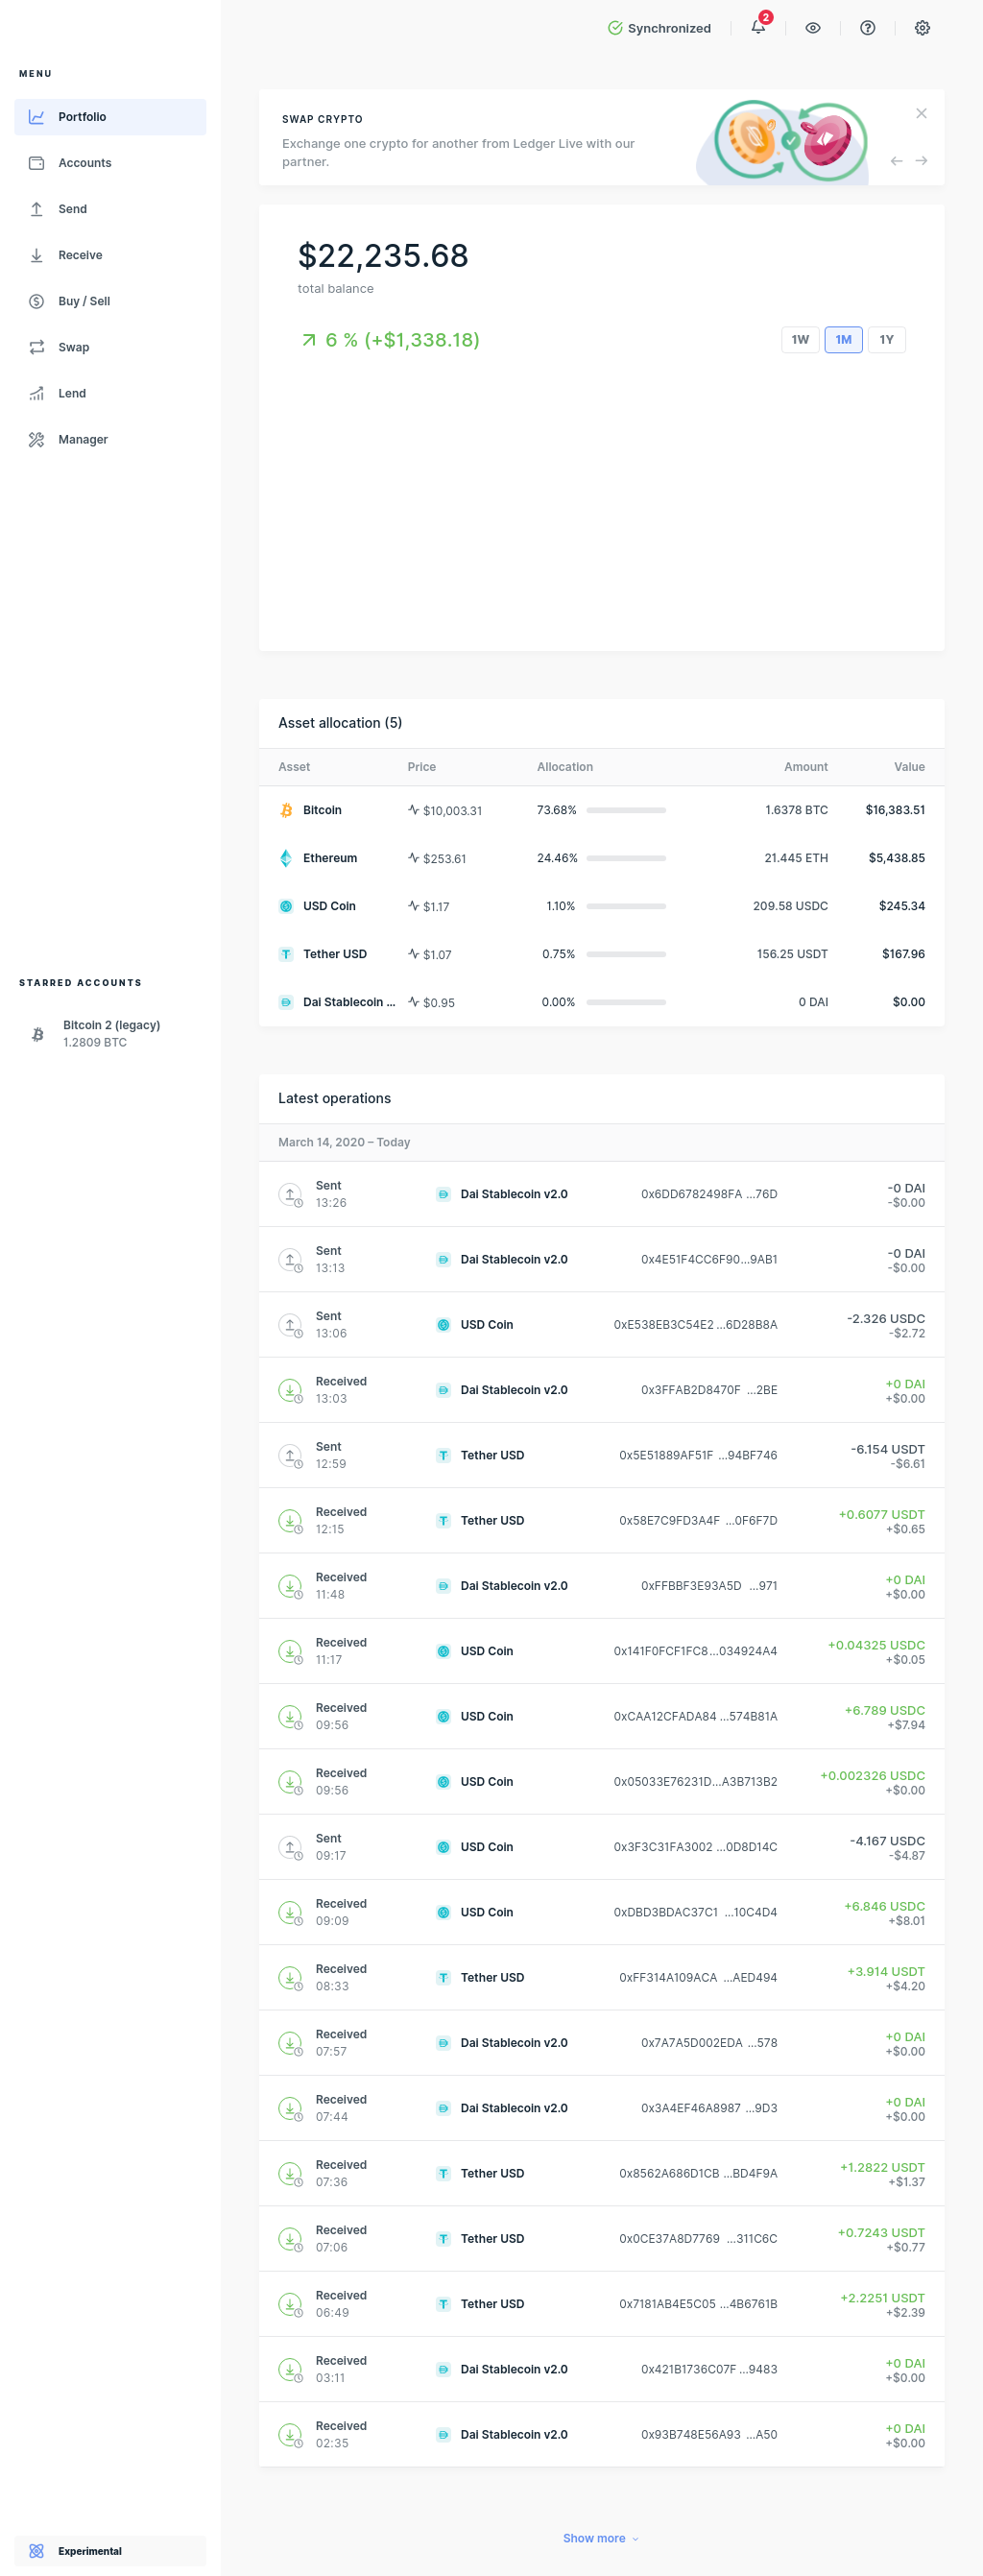 Synchronized
2
MENU
Portfolio
Accounts
Send
Receive
Buy / Sell
Swap
Lend
Manager
STARRED ACCOUNTS
Bitcoin 2 (legacy)
1.2809 BTC
Experimental
SWAP CRYPTO
Exchange one crypto for another from Ledger Live with our
partner.
$22,235.68
total balance
6 % (+$1,338.18)
1W 1M 1Y
Asset allocation (5)
Asset Price Allocation Amount Value
Bitcoin $10,003.31 73.68% 1.6378 BTC $16,383.51
Ethereum $253.61 24.46% 21.445 ETH $5,438.85
USD Coin $1.17 1.10% 209.58 USDC $245.34
Tether USD $1.07 0.75% 156.25 USDT $167.96
Dai Stablecoin ... $0.95 0.00% 0 DAI $0.00
Latest operations
March 14, 2020 – Today
Sent Dai Stablecoin v2.0 0x6DD6782498FA ...76D -0 DAI
13:26 -$0.00
Sent Dai Stablecoin v2.0 0x4E51F4CC6F90...9AB1 -0 DAI
13:13 -$0.00
Sent USD Coin 0xE538EB3C54E2 ...6D28B8A -2.326 USDC
13:06 -$2.72
Received Dai Stablecoin v2.0 0x3FFAB2D8470F ...2BE +0 DAI
13:03 +$0.00
Sent Tether USD 0x5E51889AF51F ...94BF746 -6.154 USDT
12:59 -$6.61
Received Tether USD 0x58E7C9FD3A4F ...0F6F7D +0.6077 USDT
12:15 +$0.65
Received Dai Stablecoin v2.0 0xFFBBF3E93A5D ...971 +0 DAI
11:48 +$0.00
Received USD Coin 0x141F0FCF1FC8...034924A4 +0.04325 USDC
11:17 +$0.05
Received USD Coin 0xCAA12CFADA84 ...574B81A +6.789 USDC
09:56 +$7.94
Received USD Coin 0x05033E76231D...A3B713B2 +0.002326 USDC
09:56 +$0.00
Sent USD Coin 0x3F3C31FA3002 ...0D8D14C -4.167 USDC
09:17 -$4.87
Received USD Coin 0xDBD3BDAC37C1 ...10C4D4 +6.846 USDC
09:09 +$8.01
Received Tether USD 0xFF314A109ACA ...AED494 +3.914 USDT
08:33 +$4.20
Received Dai Stablecoin v2.0 0x7A7A5D002EDA ...578 +0 DAI
07:57 +$0.00
Received Dai Stablecoin v2.0 0x3A4EF46A8987 ...9D3 +0 DAI
07:44 +$0.00
Received Tether USD 0x8562A686D1CB ...BD4F9A +1.2822 USDT
07:36 +$1.37
Received Tether USD 0x0CE37A8D7769 ...311C6C +0.7243 USDT
07:06 +$0.77
Received Tether USD 0x7181AB4E5C05 ...4B6761B +2.2251 USDT
06:49 +$2.39
Received Dai Stablecoin v2.0 0x421B1736C07F ...9483 +0 DAI
03:11 +$0.00
Received Dai Stablecoin v2.0 0x93B748E56A93 ...A50 +0 DAI
02:35 +$0.00
Show more